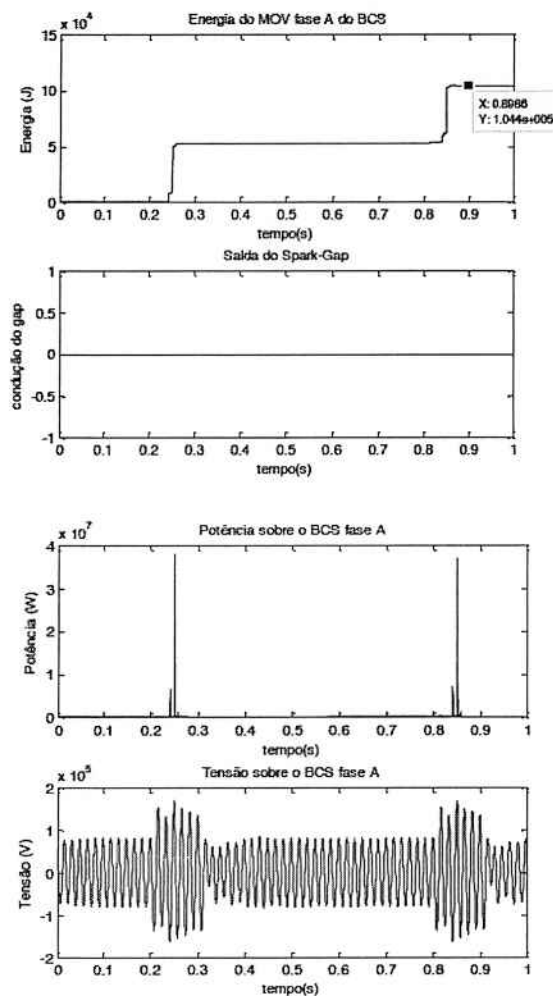 Energia do MOV fase A do BCS
x 10^4
15
10
5
0
Energia (J)
X: 0.8986
Y: 1.044e+005
0 0.1 0.2 0.3 0.4 0.5 0.6 0.7 0.8 0.9 1
tempo(s)
Saída do Spark-Gap
1
0.5
0
-0.5
-1
condução do gap
0 0.1 0.2 0.3 0.4 0.5 0.6 0.7 0.8 0.9 1
tempo(s)
Potência sobre o BCS fase A
x 10^7
4
3
2
1
0
Potência (W)
0 0.1 0.2 0.3 0.4 0.5 0.6 0.7 0.8 0.9 1
tempo(s)
Tensão sobre o BCS fase A
x 10^5
2
1
0
-1
-2
Tensão (V)
0 0.1 0.2 0.3 0.4 0.5 0.6 0.7 0.8 0.9 1
tempo(s)